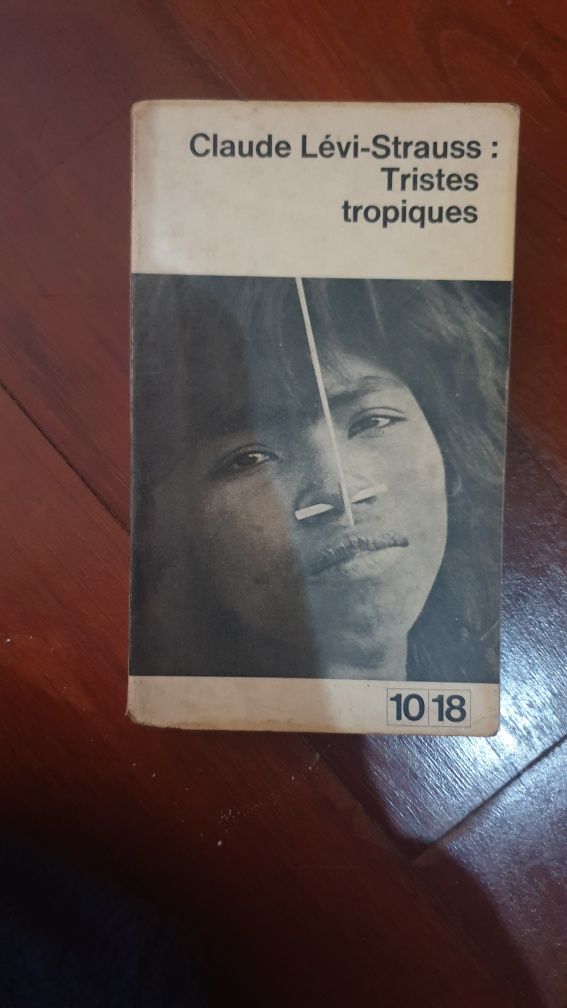 Claude Lévi-Strauss :
Tristes
tropiques
10 18